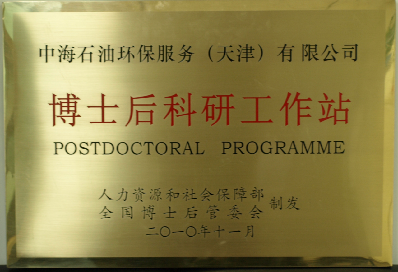 中海石油环保服务（天津）有限公司
博士后科研工作站
POSTDOCTORAL PROGRAMME
人力资源和社会保障部
全国博士后管委会 制发
二〇一〇年十一月